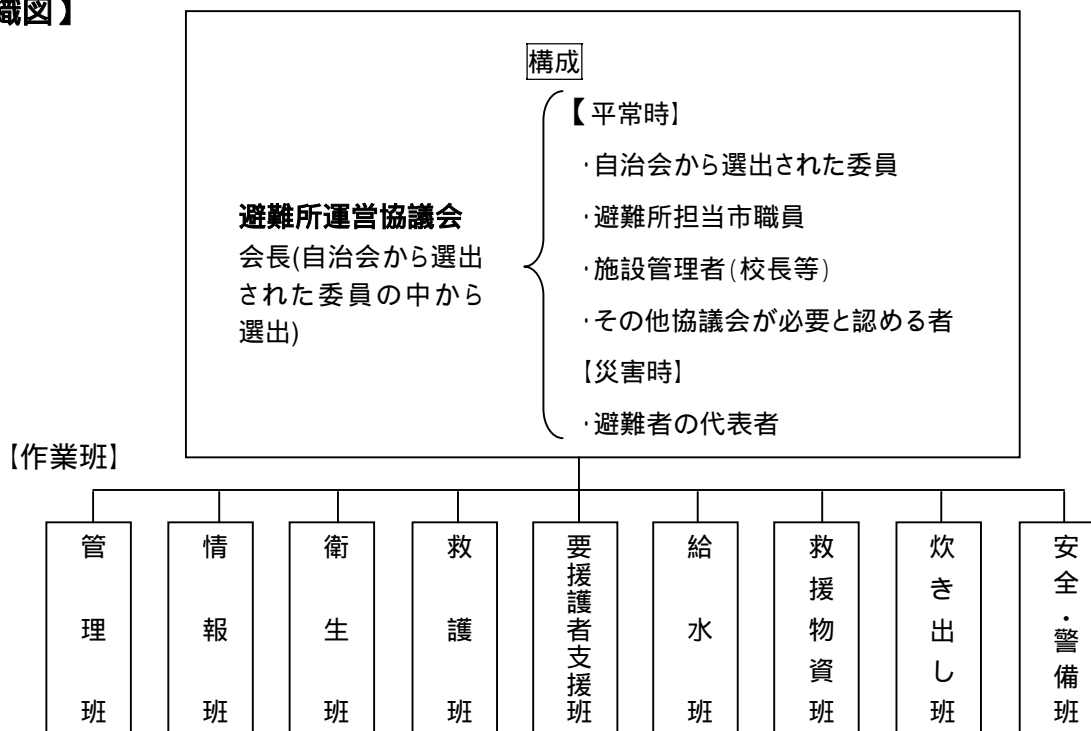 織図】
構成
【平常時】
・自治会から選出された委員
・避難所担当市職員
・施設管理者(校長等)
・その他協議会が必要と認める者
【災害時】
・避難者の代表者
避難所運営協議会
会長(自治会から選出
された委員の中から
選出)
【作業班】
管理班
情報班
衛生班
救護班
要援護者支援班
給水班
救援物資班
炊き出し班
安全・警備班